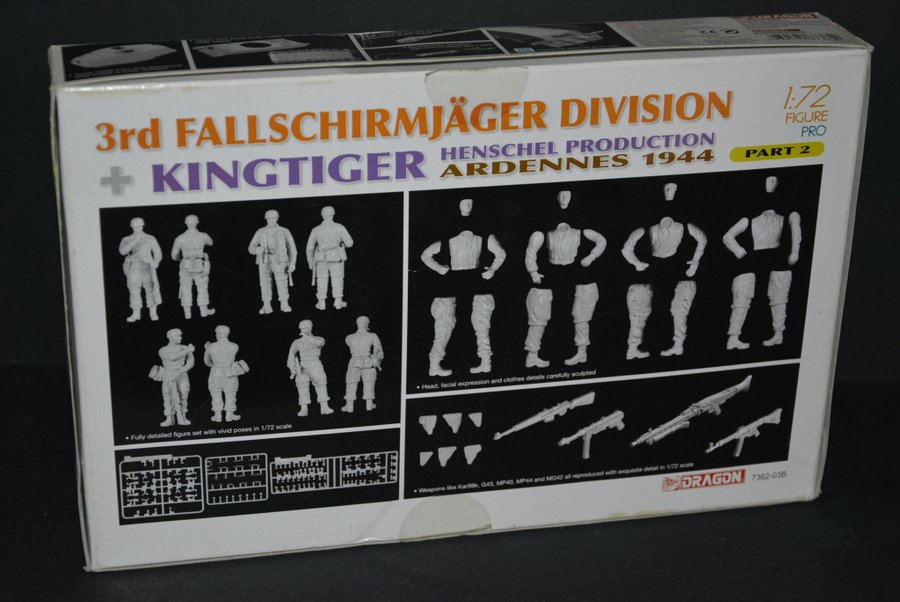 DRAGON
3rd FALLSCHIRMJÄGER DIVISION
+ KINGTIGER HENSCHEL PRODUCTION
ARDENNES 1944
1:72
FIGURE
PRO
PART 2
• Fully detailed figure set with vivid poses in 1/72 scale
• Head, facial expression and clothes details carefully sculpted
• Weapons like Kar98k, G43, MP40, MP44 and MG42 all reproduced with exquisite detail in 1/72 scale
DRAGON 7362-03B